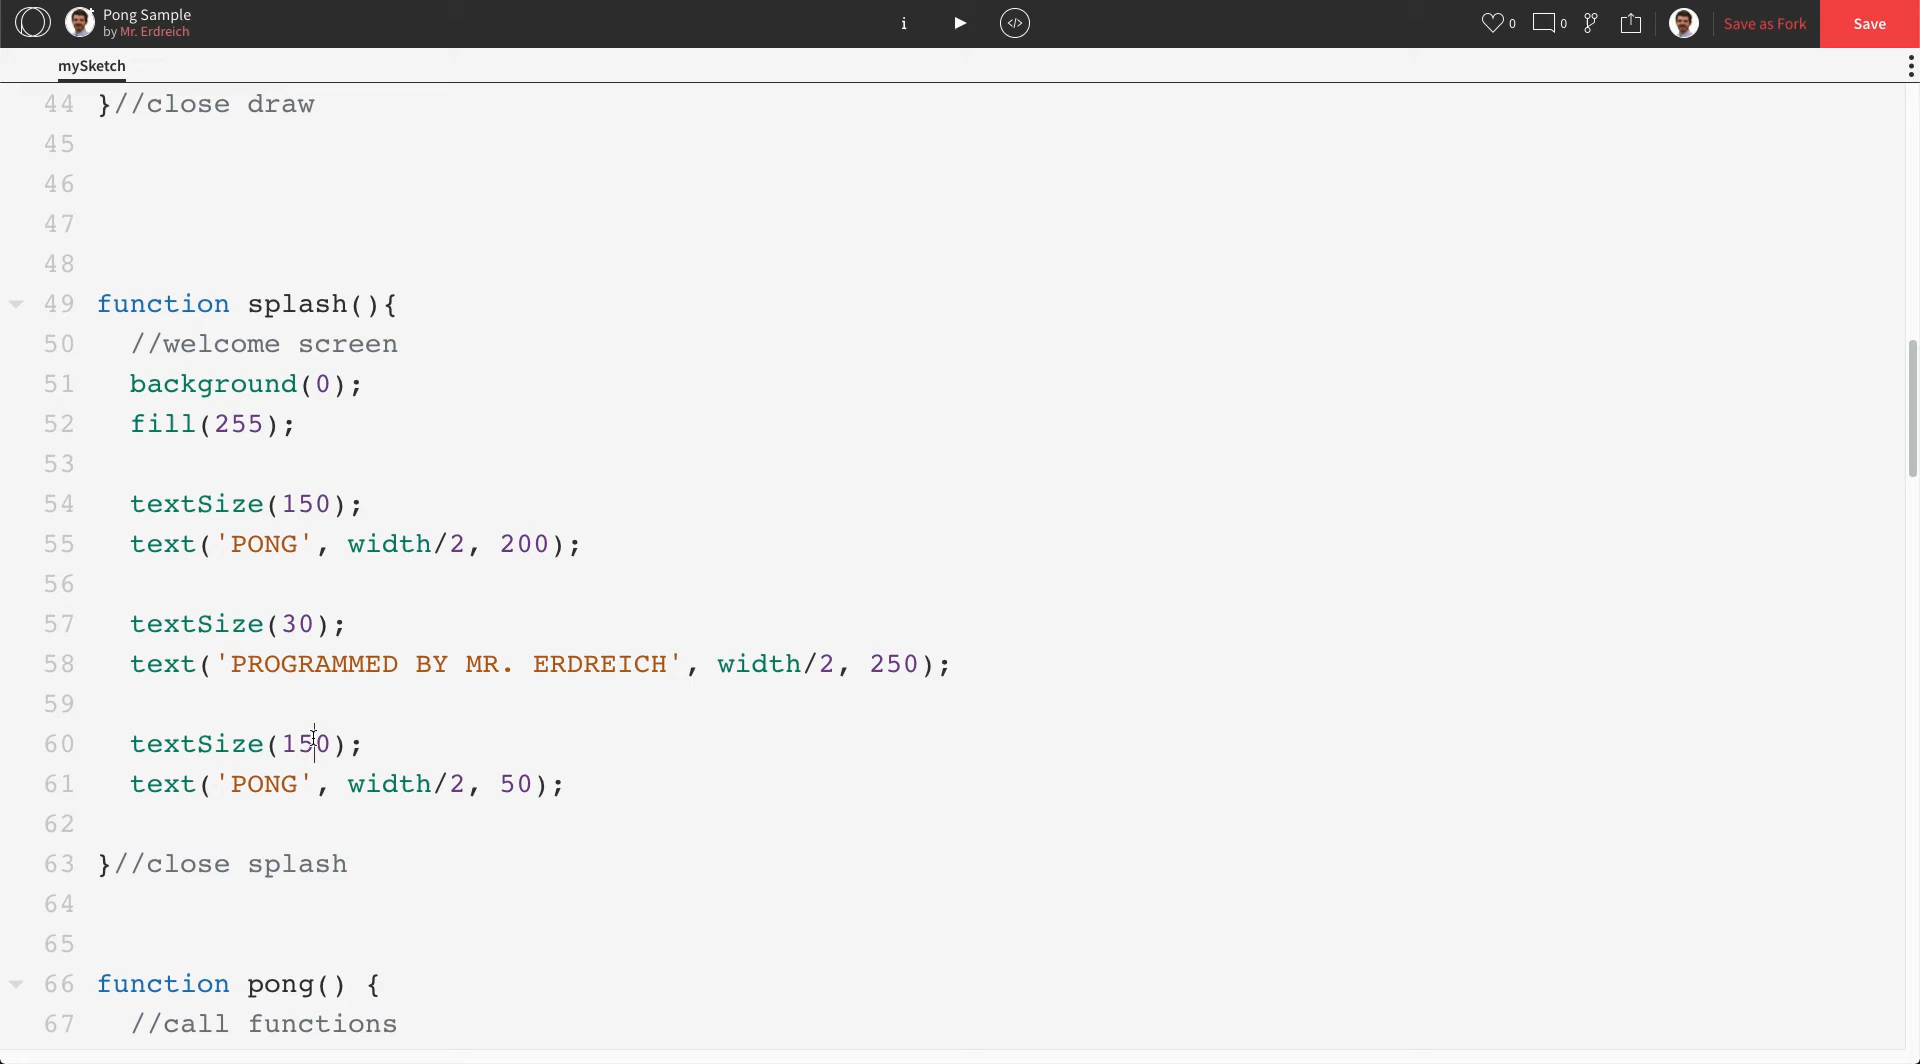 Pong Sample
by Mr. Erdreich
i
</>
0
0
Save as Fork
Save
mySketch
44 }//close draw
45
46
47
48
49 function splash(){
50 //welcome screen
51 background(0);
52 fill(255);
53
54 textSize(150);
55 text('PONG', width/2, 200);
56
57 textSize(30);
58 text('PROGRAMMED BY MR. ERDREICH', width/2, 250);
59
60 textSize(150);
61 text('PONG', width/2, 50);
62
63 }//close splash
64
65
66 function pong() {
67 //call functions